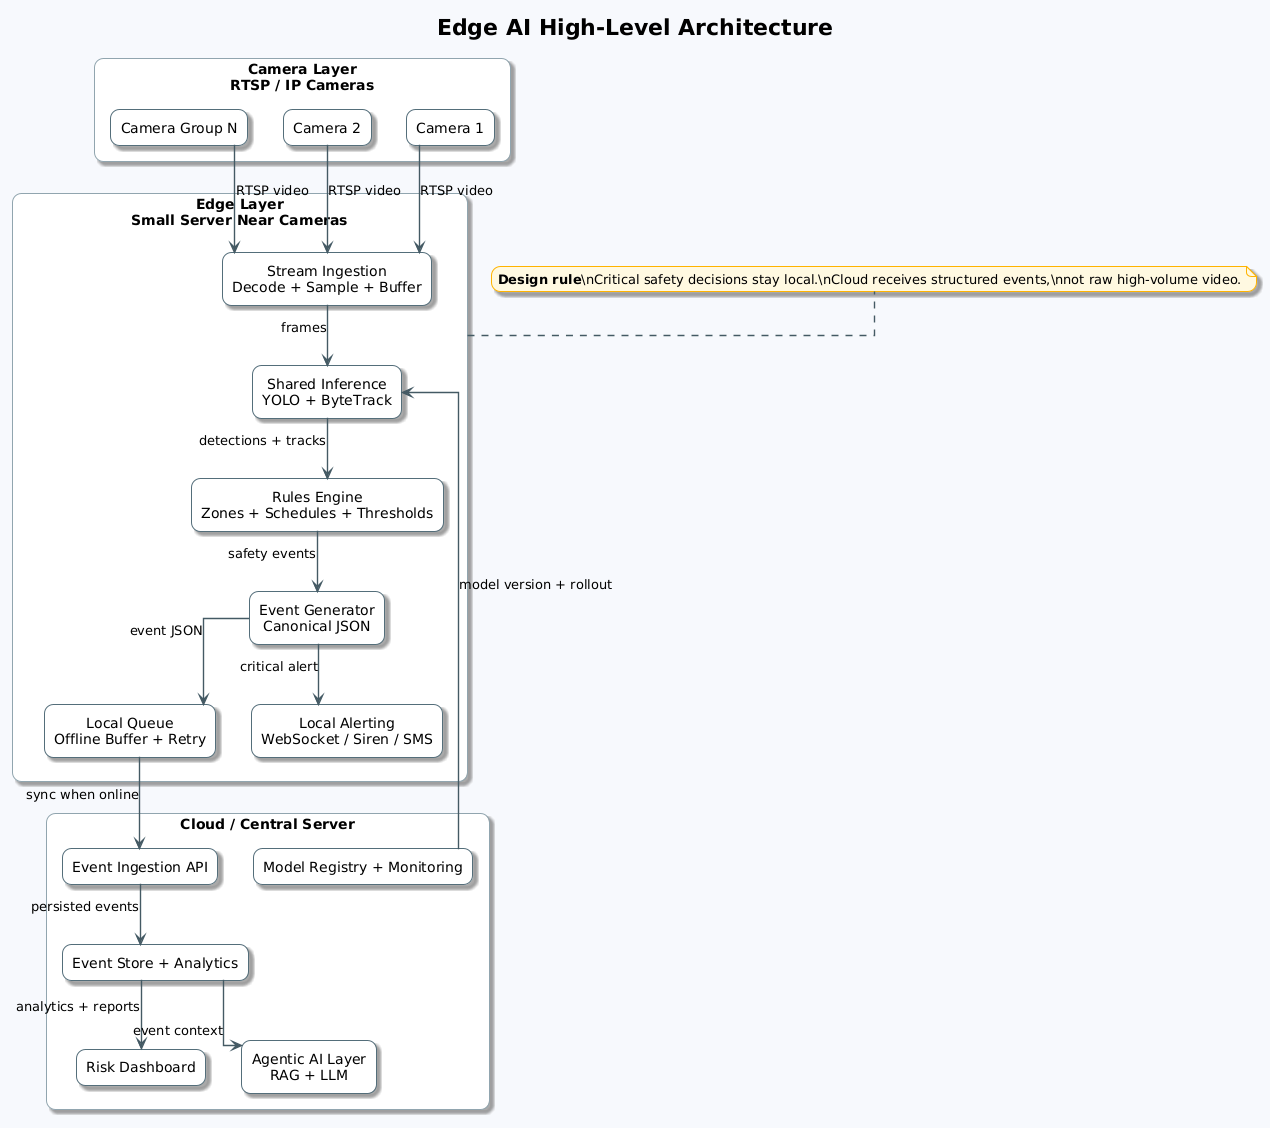 Edge AI High-Level Architecture
Camera Layer
RTSP / IP Cameras
Camera Group N
Camera 2
Camera 1
RTSP video
RTSP video
RTSP video
Edge Layer
Small Server Near Cameras
Stream Ingestion
Decode + Sample + Buffer
Design rule\nCritical safety decisions stay local.\nCloud receives structured events,\nnot raw high-volume video.
frames
Shared Inference
YOLO + ByteTrack
detections + tracks
Rules Engine
Zones + Schedules + Thresholds
safety events
model version + rollout
Event Generator
Canonical JSON
event JSON
critical alert
Local Queue
Offline Buffer + Retry
Local Alerting
WebSocket / Siren / SMS
sync when online
Cloud / Central Server
Event Ingestion API
Model Registry + Monitoring
persisted events
Event Store + Analytics
analytics + reports
event context
Risk Dashboard
Agentic AI Layer
RAG + LLM